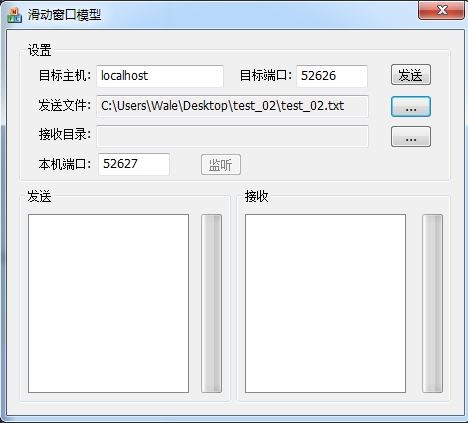 滑动窗口模型
设置
目标主机: localhost 目标端口: 52626 发送
发送文件: C:\Users\Wale\Desktop\test_02\test_02.txt ...
接收目录: ...
本机端口: 52627 监听
发送 接收